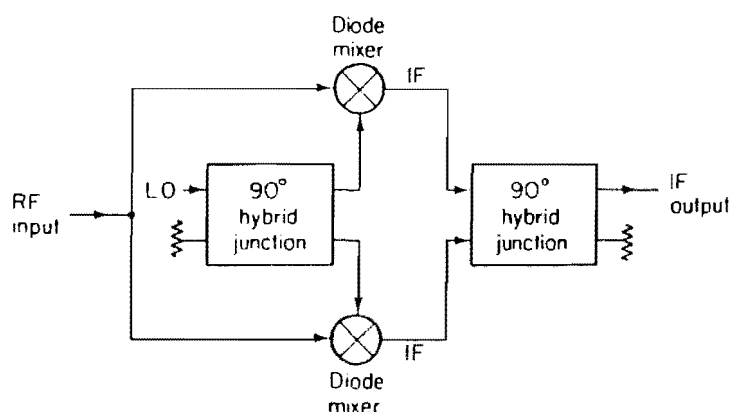 Diode
mixer
IF
LO
90°
hybrid
junction
90°
hybrid
junction
IF
output
RF
input
IF
Diode
mixer